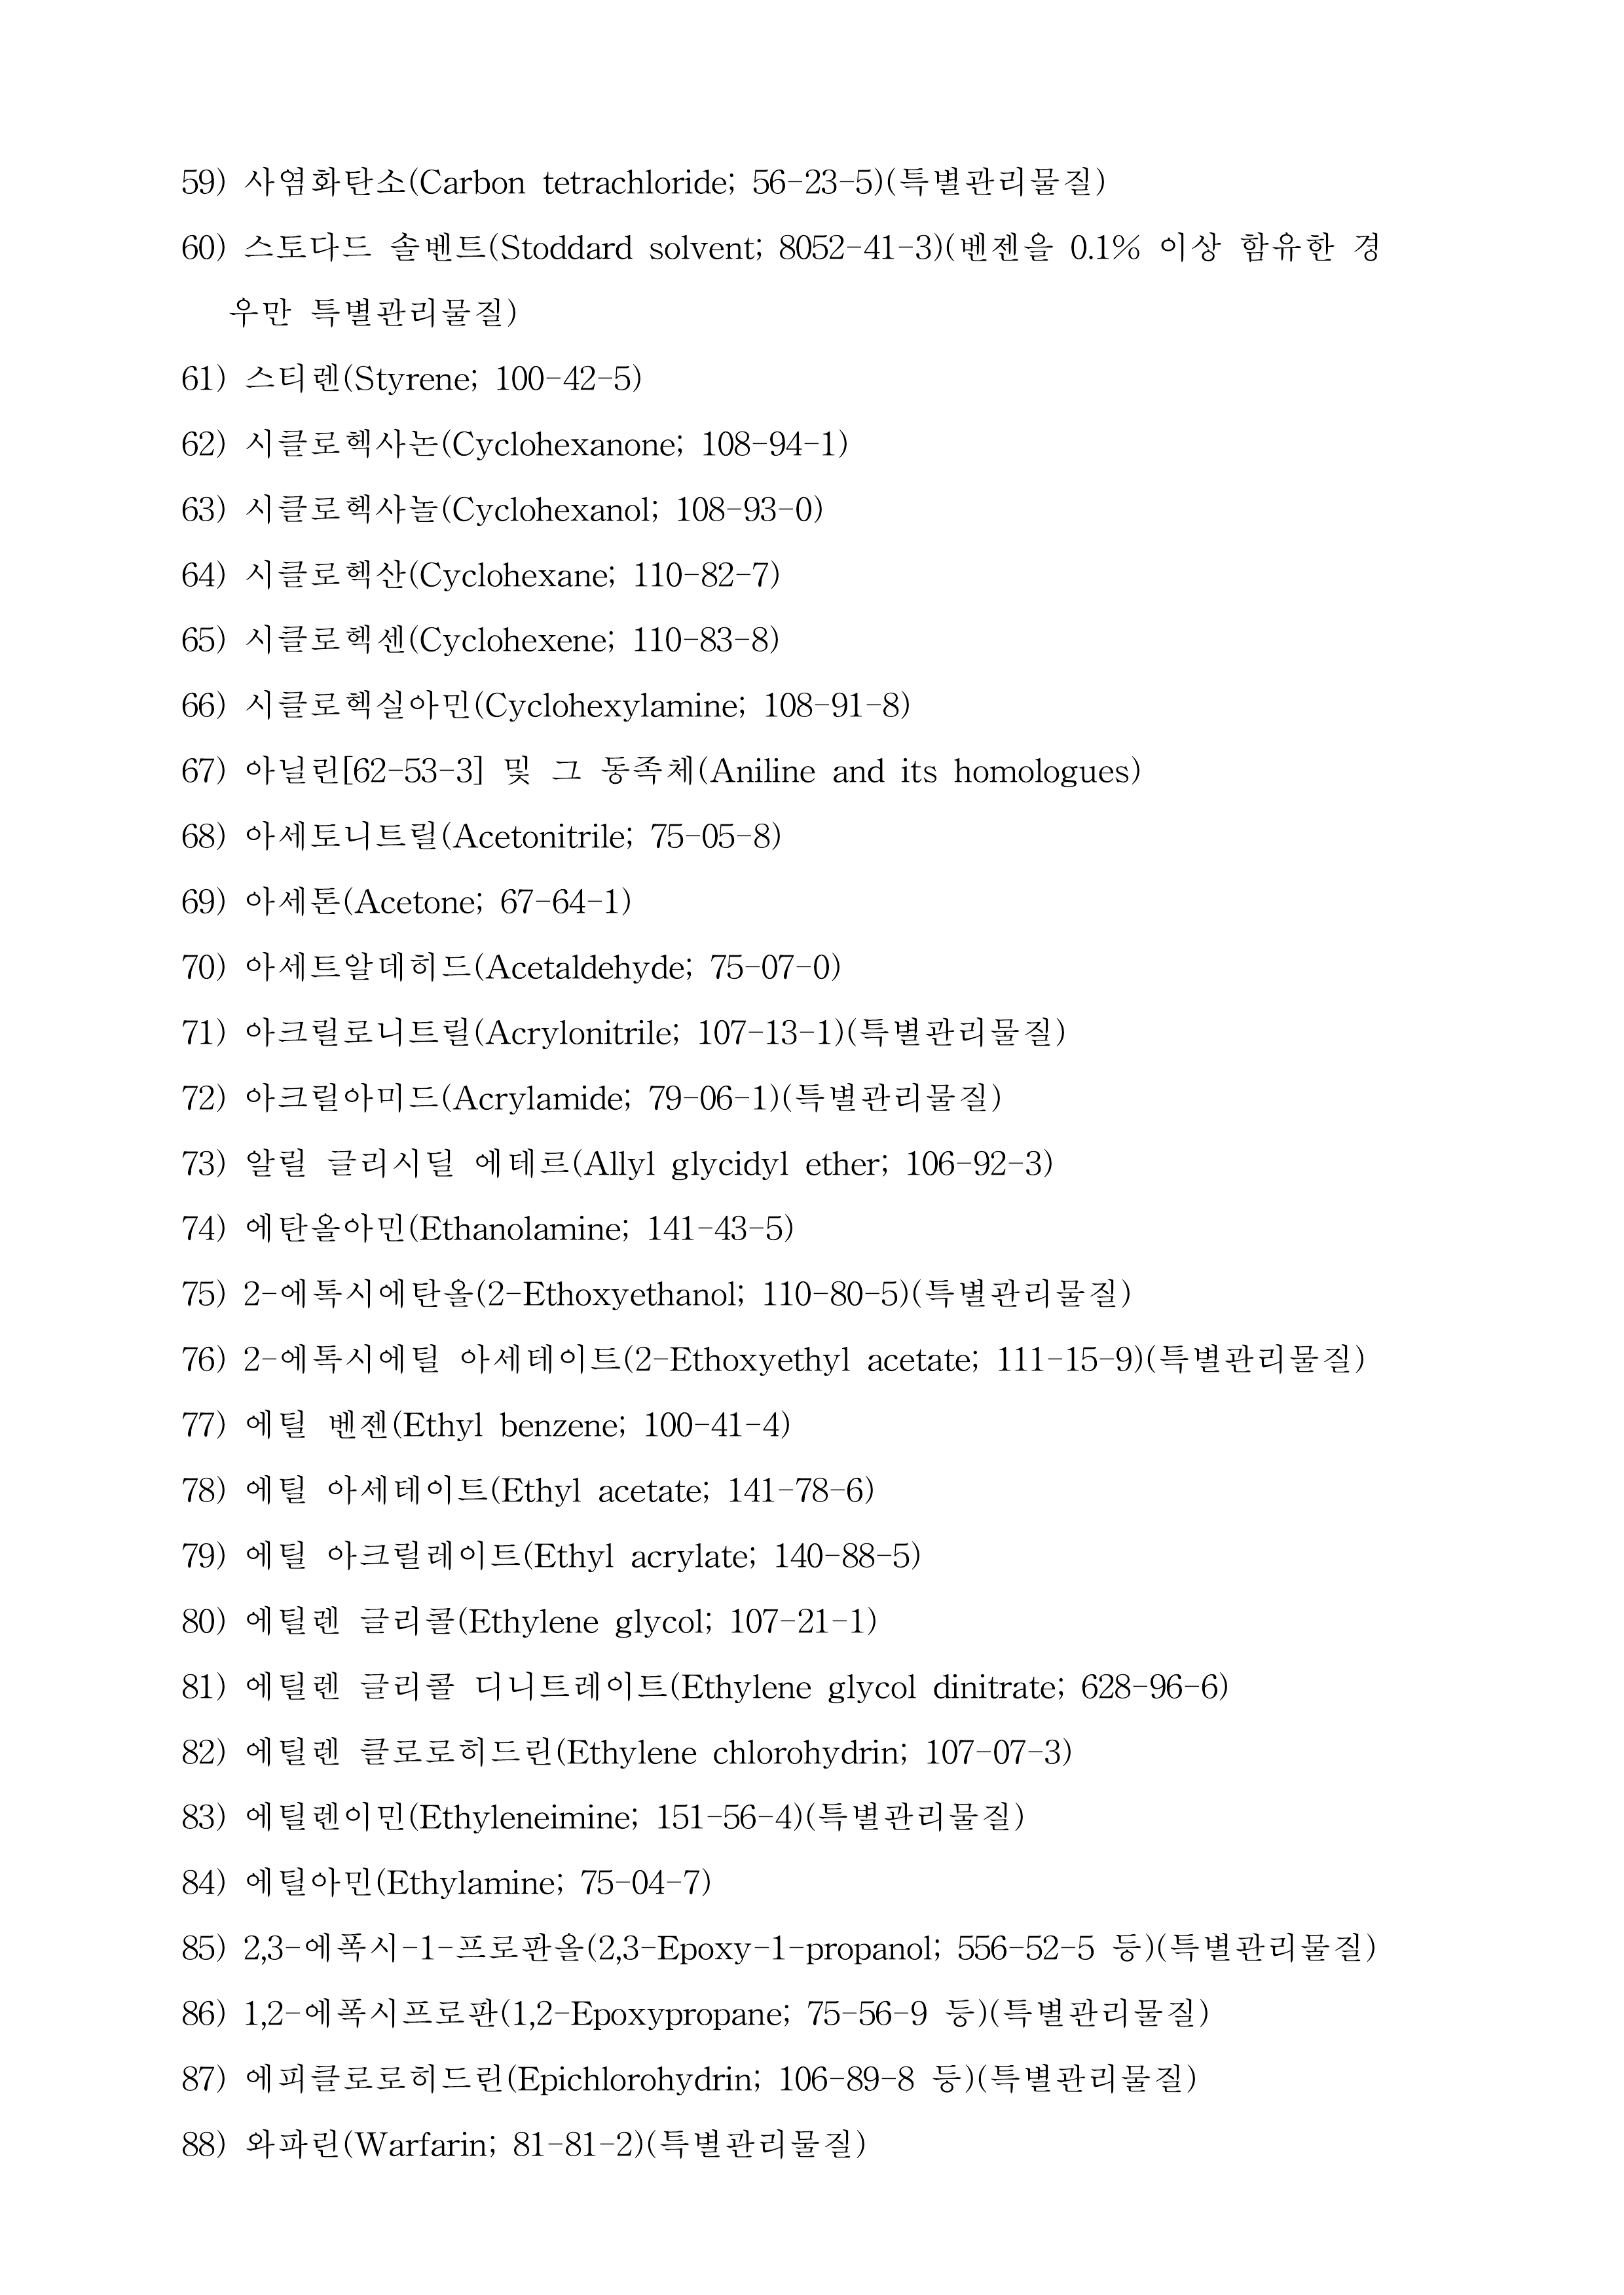 59) 사염화탄소(Carbon tetrachloride; 56-23-5)(특별관리물질)
60) 스토다드 솔벤트(Stoddard solvent; 8052-41-3)(벤젠을 0.1% 이상 함유한 경
우만 특별관리물질)
61) 스티렌(Styrene; 100-42-5)
62) 시클로헥사논(Cyclohexanone; 108-94-1)
63) 시클로헥사놀(Cyclohexanol; 108-93-0)
64) 시클로헥산(Cyclohexane; 110-82-7)
65) 시클로헥센(Cyclohexene; 110-83-8)
66) 시클로헥실아민(Cyclohexylamine; 108-91-8)
67) 아닐린[62-53-3] 및 그 동족체(Aniline and its homologues)
68) 아세토니트릴(Acetonitrile; 75-05-8)
69) 아세톤(Acetone; 67-64-1)
70) 아세트알데히드(Acetaldehyde; 75-07-0)
71) 아크릴로니트릴(Acrylonitrile; 107-13-1)(특별관리물질)
72) 아크릴아미드(Acrylamide; 79-06-1)(특별관리물질)
73) 알릴 글리시딜 에테르(Allyl glycidyl ether; 106-92-3)
74) 에탄올아민(Ethanolamine; 141-43-5)
75) 2-에톡시에탄올(2-Ethoxyethanol; 110-80-5)(특별관리물질)
76) 2-에톡시에틸 아세테이트(2-Ethoxyethyl acetate; 111-15-9)(특별관리물질)
77) 에틸 벤젠(Ethyl benzene; 100-41-4)
78) 에틸 아세테이트(Ethyl acetate; 141-78-6)
79) 에틸 아크릴레이트(Ethyl acrylate; 140-88-5)
80) 에틸렌 글리콜(Ethylene glycol; 107-21-1)
81) 에틸렌 글리콜 디니트레이트(Ethylene glycol dinitrate; 628-96-6)
82) 에틸렌 클로로히드린(Ethylene chlorohydrin; 107-07-3)
83) 에틸렌이민(Ethyleneimine; 151-56-4)(특별관리물질)
84) 에틸아민(Ethylamine; 75-04-7)
85) 2,3-에폭시-1-프로판올(2,3-Epoxy-1-propanol; 556-52-5 등)(특별관리물질)
86) 1,2-에폭시프로판(1,2-Epoxypropane; 75-56-9 등)(특별관리물질)
87) 에피클로로히드린(Epichlorohydrin; 106-89-8 등)(특별관리물질)
88) 와파린(Warfarin; 81-81-2)(특별관리물질)